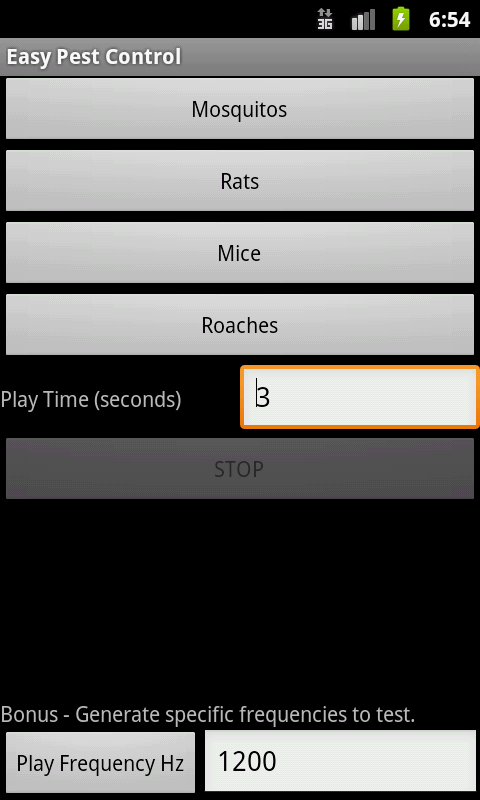 3G 6:54
Easy Pest Control
Mosquitos
Rats
Mice
Roaches
Play Time (seconds) 3
STOP
Bonus - Generate specific frequencies to test.
Play Frequency Hz 1200